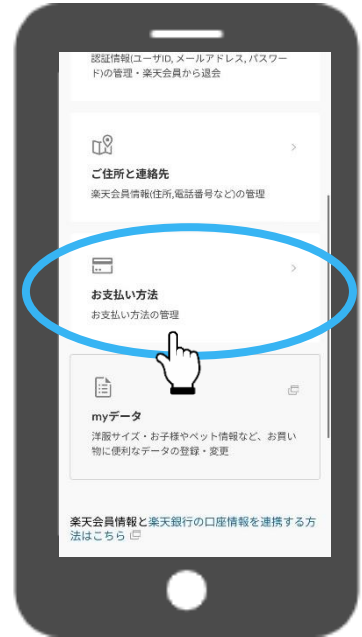 認証情報(ユーザID, メールアドレス, パスワー
ド)の管理・楽天会員から退会
ご住所と連絡先
楽天会員情報(住所,電話番号など)の管理
お支払い方法
お支払い方法の管理
myデータ
洋服サイズ・お子様やペット情報など、お買い
物に便利なデータの登録・変更
楽天会員情報と楽天銀行の口座情報を連携する方
法はこちら